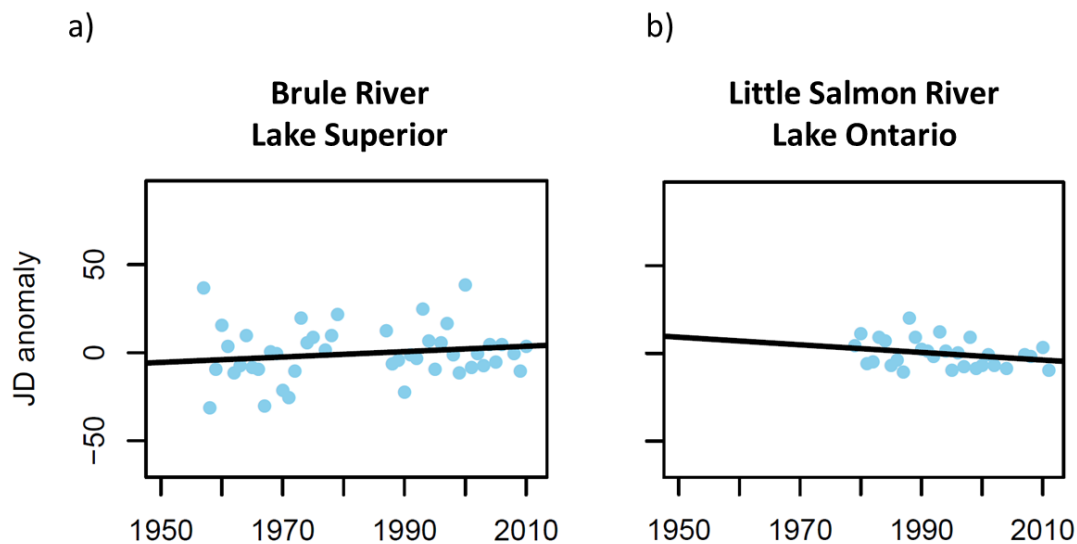 a)
b)
Brule River
Lake Superior
Little Salmon River
Lake Ontario
JD anomaly
50
0
−50
1950 1970 1990 2010
1950 1970 1990 2010